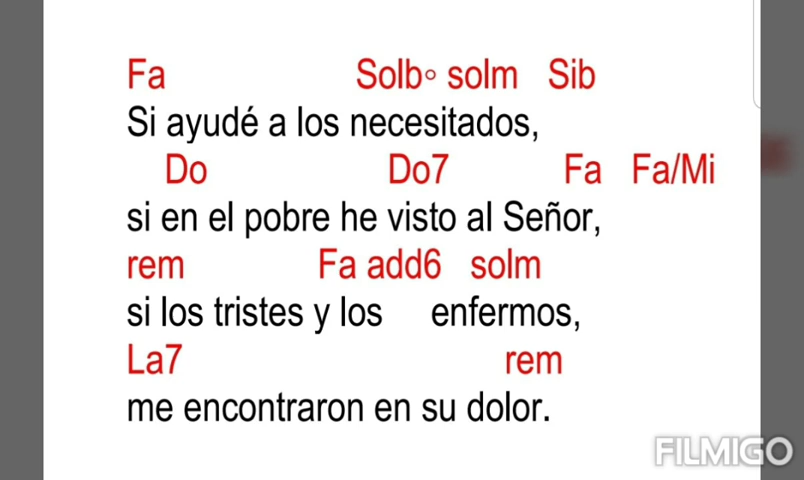 Fa Solb° solm Sib
Si ayudé a los necesitados,
Do Do7 Fa Fa/Mi
si en el pobre he visto al Señor,
rem Fa add6 solm
si los tristes y los enfermos,
La7 rem
me encontraron en su dolor.
FILMIGO